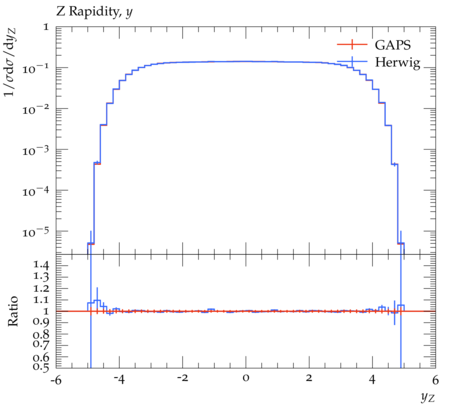 Z Rapidity, y
1/σdσ/dy_Z
1
10⁻¹
10⁻²
10⁻³
10⁻⁴
10⁻⁵
GAPS
Herwig
Ratio
1.4
1.3
1.2
1.1
1
0.9
0.8
0.7
0.6
0.5
-6 -4 -2 0 2 4 6
y_Z